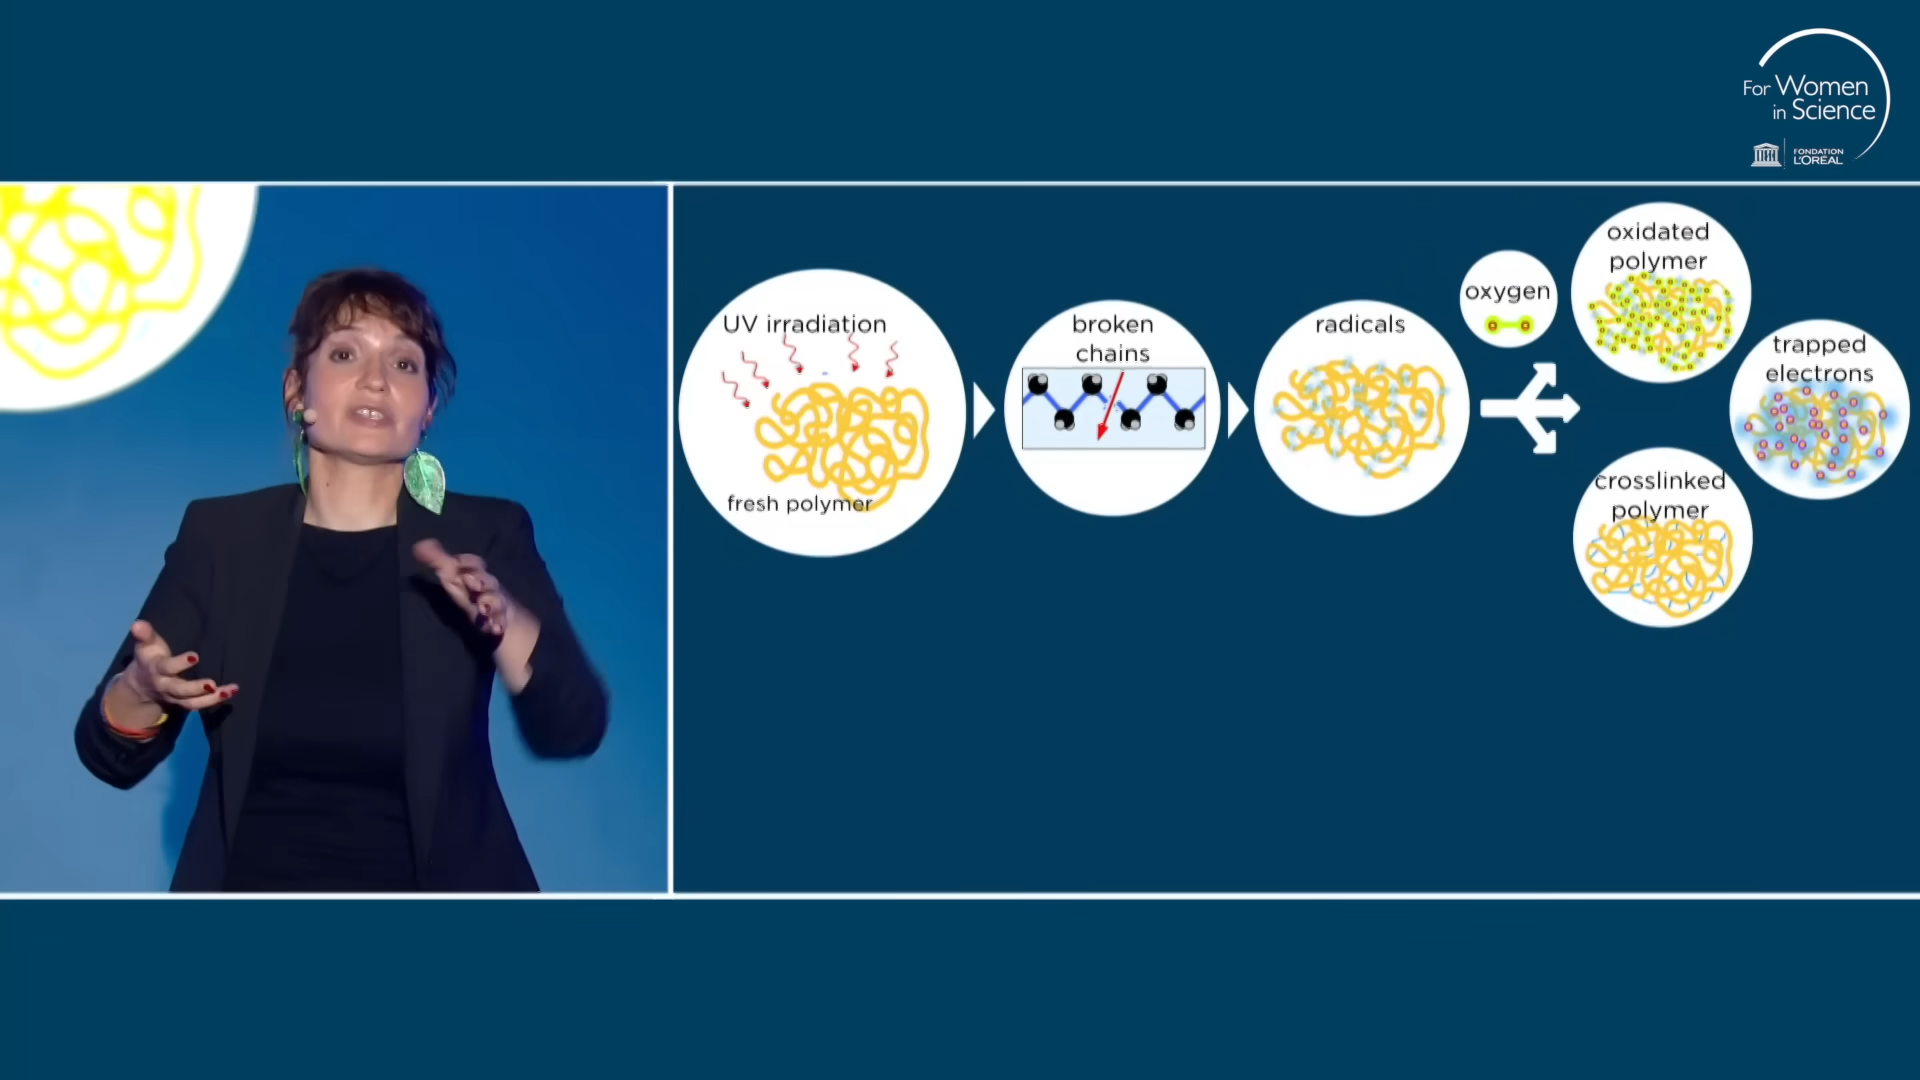 For Women
in Science
FONDATION
L'ORÉAL
UV irradiation
fresh polymer
broken
chains
radicals
oxygen
oxidated
polymer
trapped
electrons
crosslinked
polymer